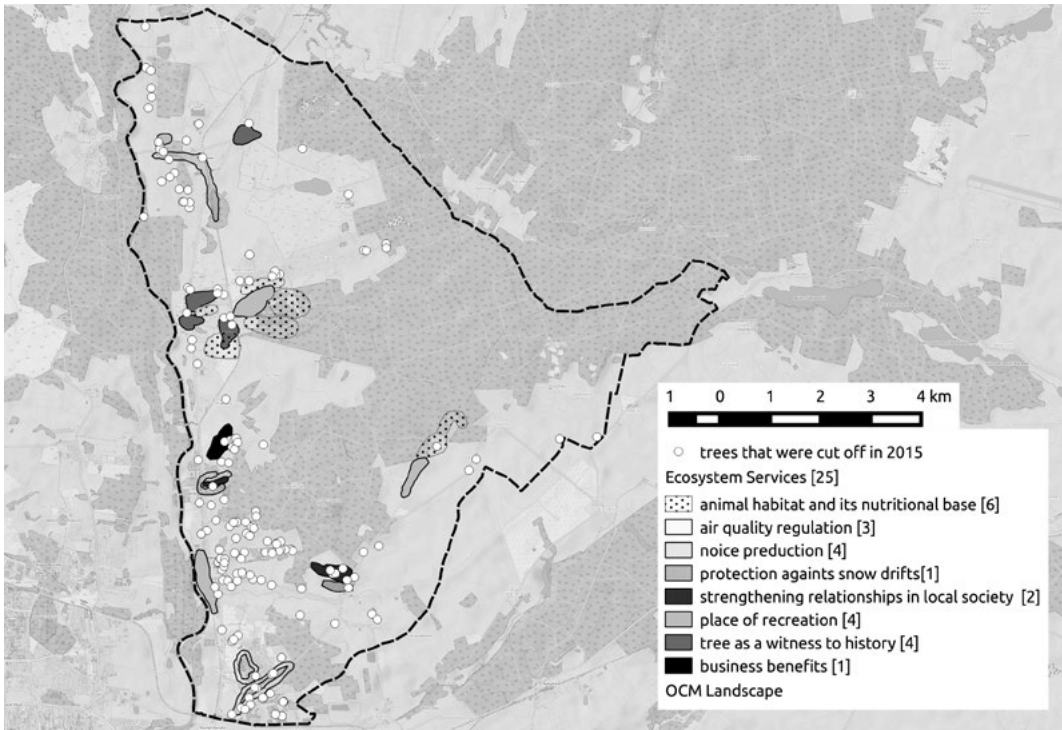 1 0 1 2 3 4 km
trees that were cut off in 2015
Ecosystem Services [25]
animal habitat and its nutritional base [6]
air quality regulation [3]
noice preduction [4]
protection againts snow drifts[1]
strengthening relationships in local society [2]
place of recreation [4]
tree as a witness to history [4]
business benefits [1]
OCM Landscape